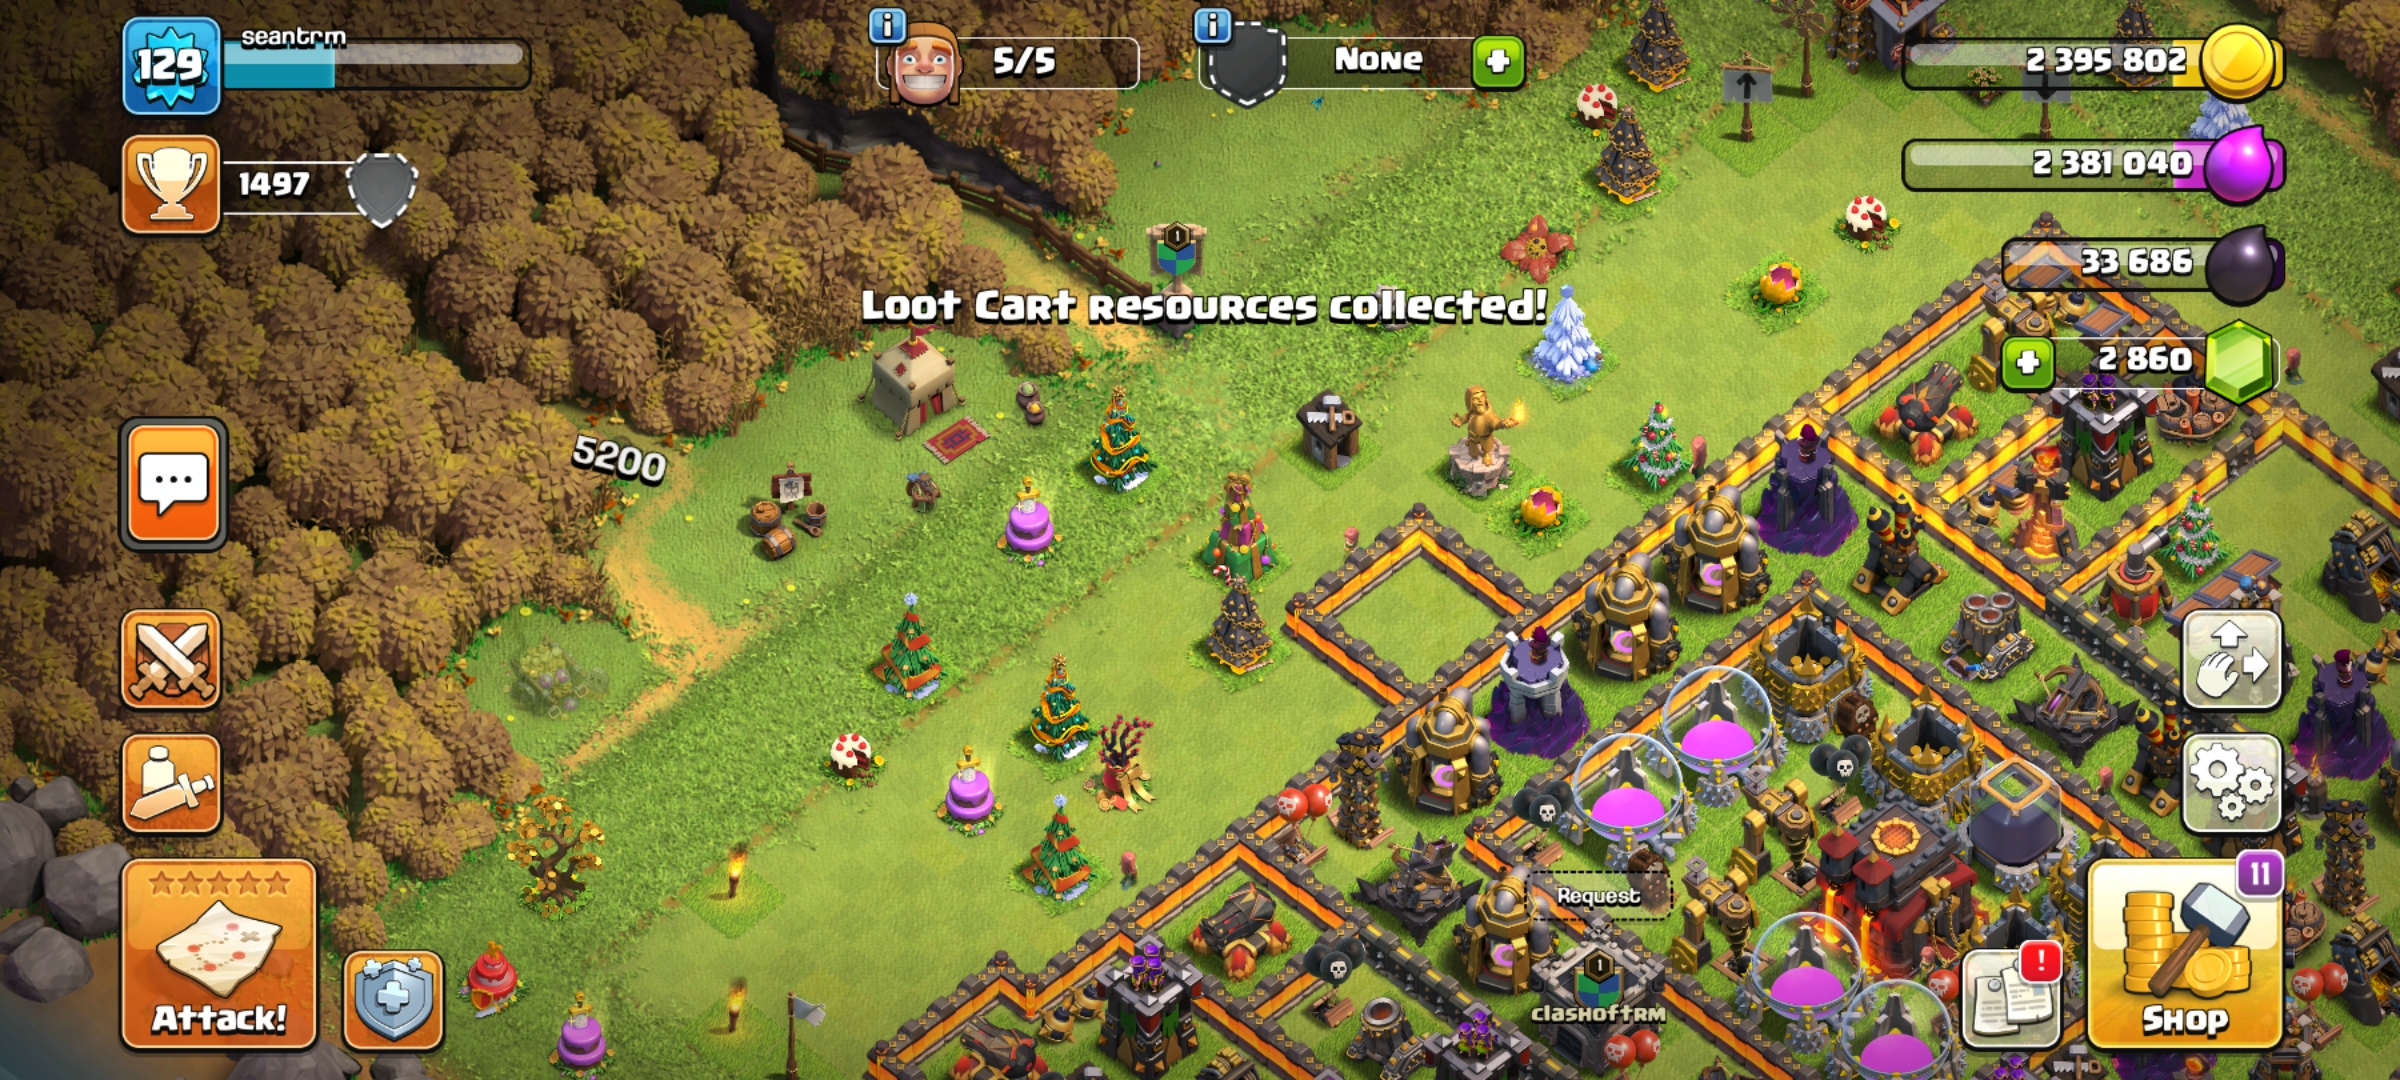 129
seantrm
5/5
None
2 395 802
1497
2 381 040
33 686
Loot Cart resources collected!
2 860
5200
Request
11
Attack!
1
clashoftrm
Shop